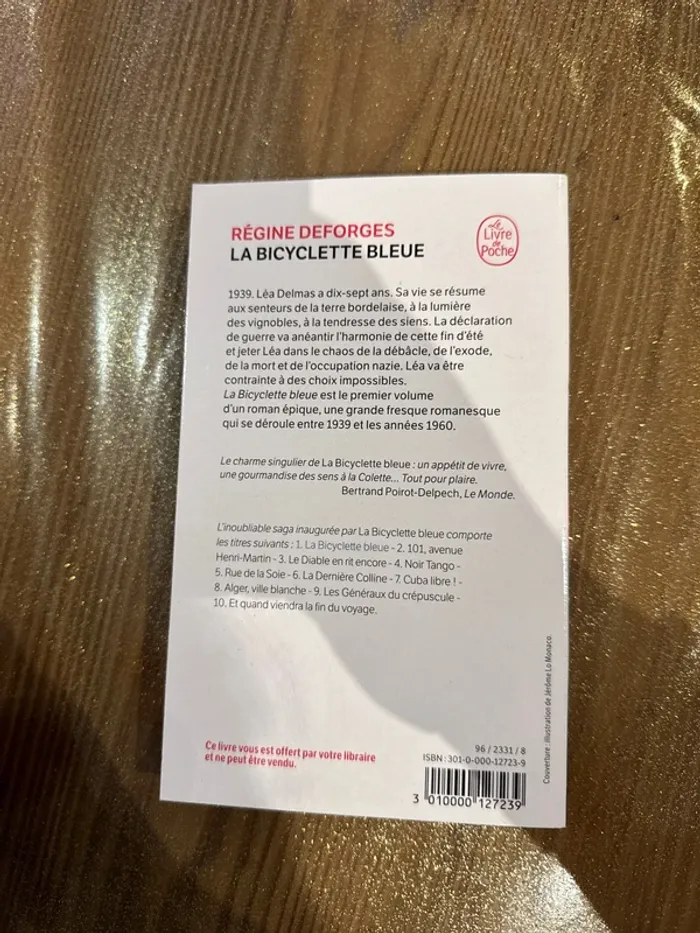 RÉGINE DEFORGES
LA BICYCLETTE BLEUE
Le
Livre
de
Poche
1939. Léa Delmas a dix-sept ans. Sa vie se résume
aux senteurs de la terre bordelaise, à la lumière
des vignobles, à la tendresse des siens. La déclaration
de guerre va anéantir l'harmonie de cette fin d'été
et jeter Léa dans le chaos de la débâcle, de l'exode,
de la mort et de l'occupation nazie. Léa va être
contrainte à des choix impossibles.
La Bicyclette bleue est le premier volume
d'un roman épique, une grande fresque romanesque
qui se déroule entre 1939 et les années 1960.
Le charme singulier de La Bicyclette bleue : un appétit de vivre,
une gourmandise des sens à la Colette... Tout pour plaire.
Bertrand Poirot-Delpech, Le Monde.
L'inoubliable saga inaugurée par La Bicyclette bleue comporte
les titres suivants : 1. La Bicyclette bleue - 2. 101, avenue
Henri-Martin - 3. Le Diable en rit encore - 4. Noir Tango -
5. Rue de la Soie - 6. La Dernière Colline - 7. Cuba libre ! -
8. Alger, ville blanche - 9. Les Généraux du crépuscule -
10. Et quand viendra la fin du voyage.
Couverture : illustration de Jérôme Lo Monaco.
Ce livre vous est offert par votre libraire
et ne peut être vendu.
96 / 2331 / 8
ISBN : 301-0-000-12723-9
3 010000 127239